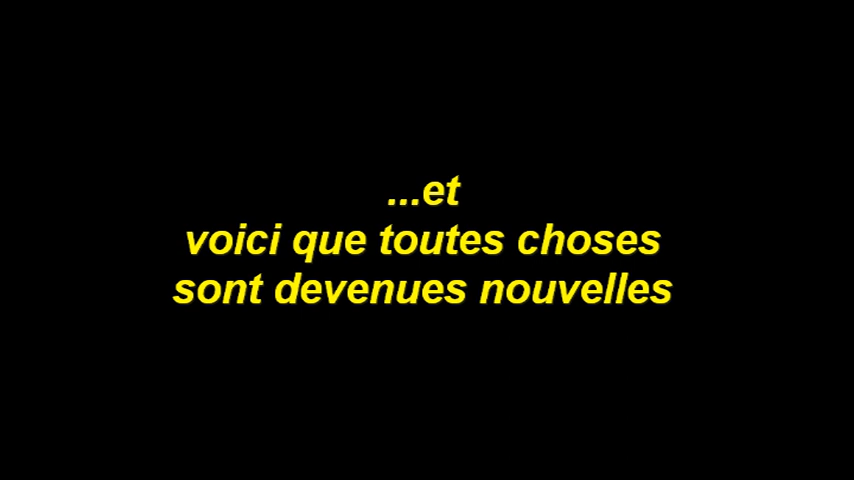 ...et
voici que toutes choses
sont devenues nouvelles